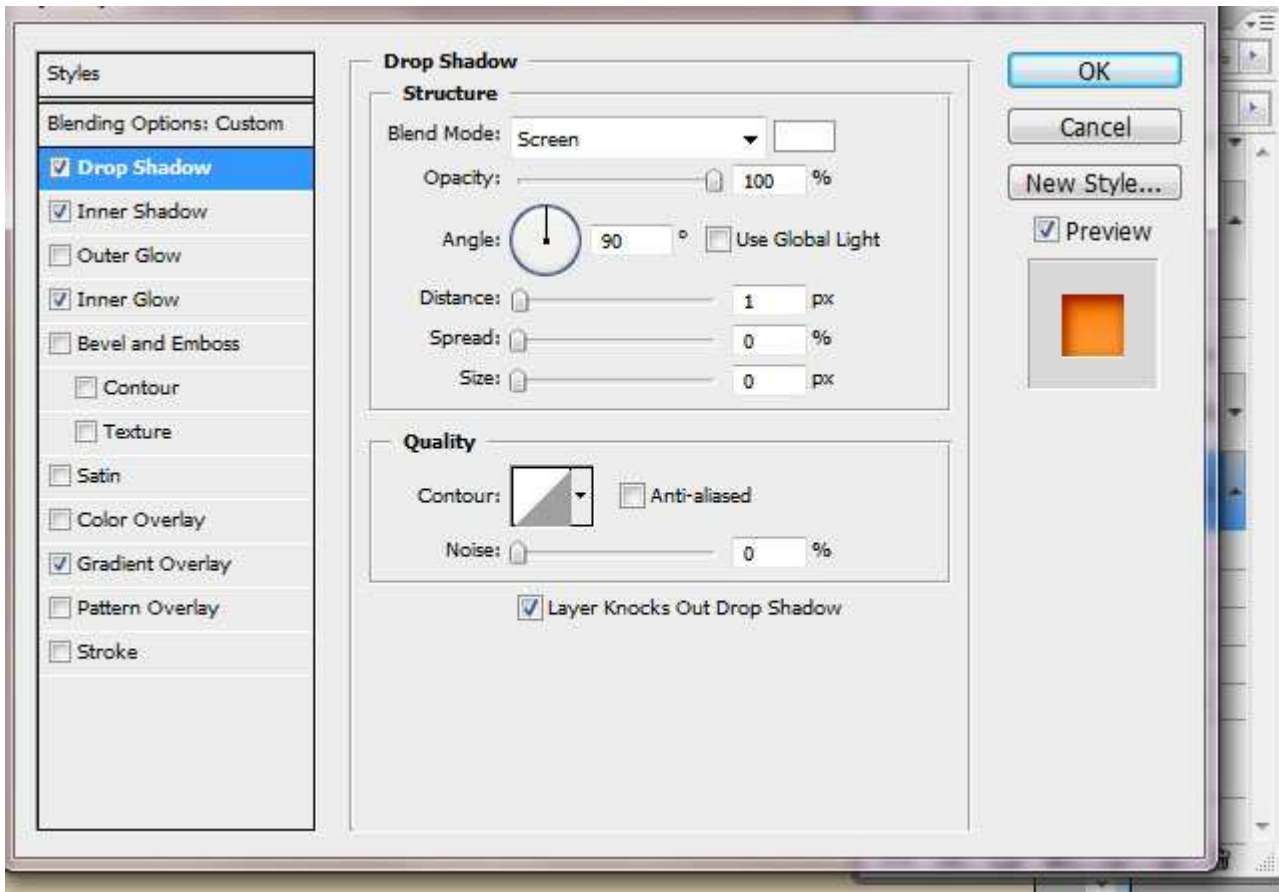 Styles
Blending Options: Custom
Drop Shadow
Inner Shadow
Outer Glow
Inner Glow
Bevel and Emboss
Contour
Texture
Satin
Color Overlay
Gradient Overlay
Pattern Overlay
Stroke
Drop Shadow
Structure
Blend Mode: Screen
Opacity: 100 %
Angle: 90 ° Use Global Light
Distance: 1 px
Spread: 0 %
Size: 0 px
Quality
Contour: Anti-aliased
Noise: 0 %
Layer Knocks Out Drop Shadow
OK
Cancel
New Style...
Preview